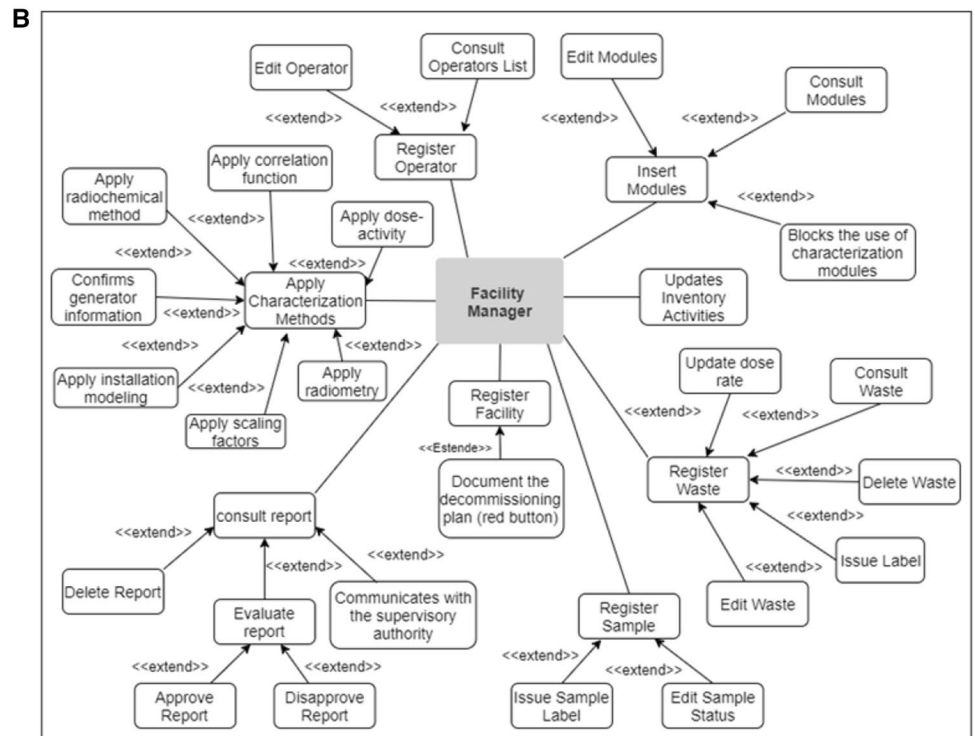 B
Edit Operator
Consult
Operators List
Edit Modules
Consult
Modules
<<extend>>
<<extend>>
<<extend>>
<<extend>>
Register
Operator
Insert
Modules
Apply correlation
function
Apply
radiochemical
method
<<extend>>
Apply dose-
activity
<<extend>>
Blocks the use of
characterization
modules
<<extend>>
<<extend>>
Confirms
generator
information
<<extend>>
Apply
Characterization
Methods
Facility
Manager
Updates
Inventory
Activities
<<extend>>
<<extend>>
Apply installation
modeling
<<extend>>
Apply
radiometry
Apply scaling
factors
Register
Facility
<<Estende>>
Document the
decommissioning
plan (red button)
Update dose
rate
Consult
Waste
<<extend>>
<<extend>>
Register
Waste
<<extend>>
Delete Waste
<<extend>>
Issue Label
<<extend>>
Edit Waste
consult report
<<extend>>
<<extend>>
<<extend>>
Delete Report
Evaluate
report
Communicates with
the supervisory
authority
<<extend>>
<<extend>>
Approve
Report
Disapprove
Report
Register
Sample
<<extend>>
<<extend>>
Issue Sample
Label
Edit Sample
Status